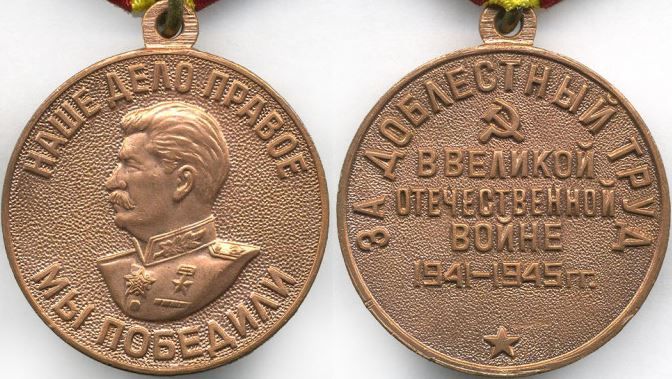 НАШЕ ДЕЛО ПРАВОЕ
МЫ ПОБЕДИЛИ
ЗА ДОБЛЕСТНЫЙ ТРУД
В ВЕЛИКОЙ
ОТЕЧЕСТВЕННОЙ
ВОЙНЕ
1941-1945 ГГ.